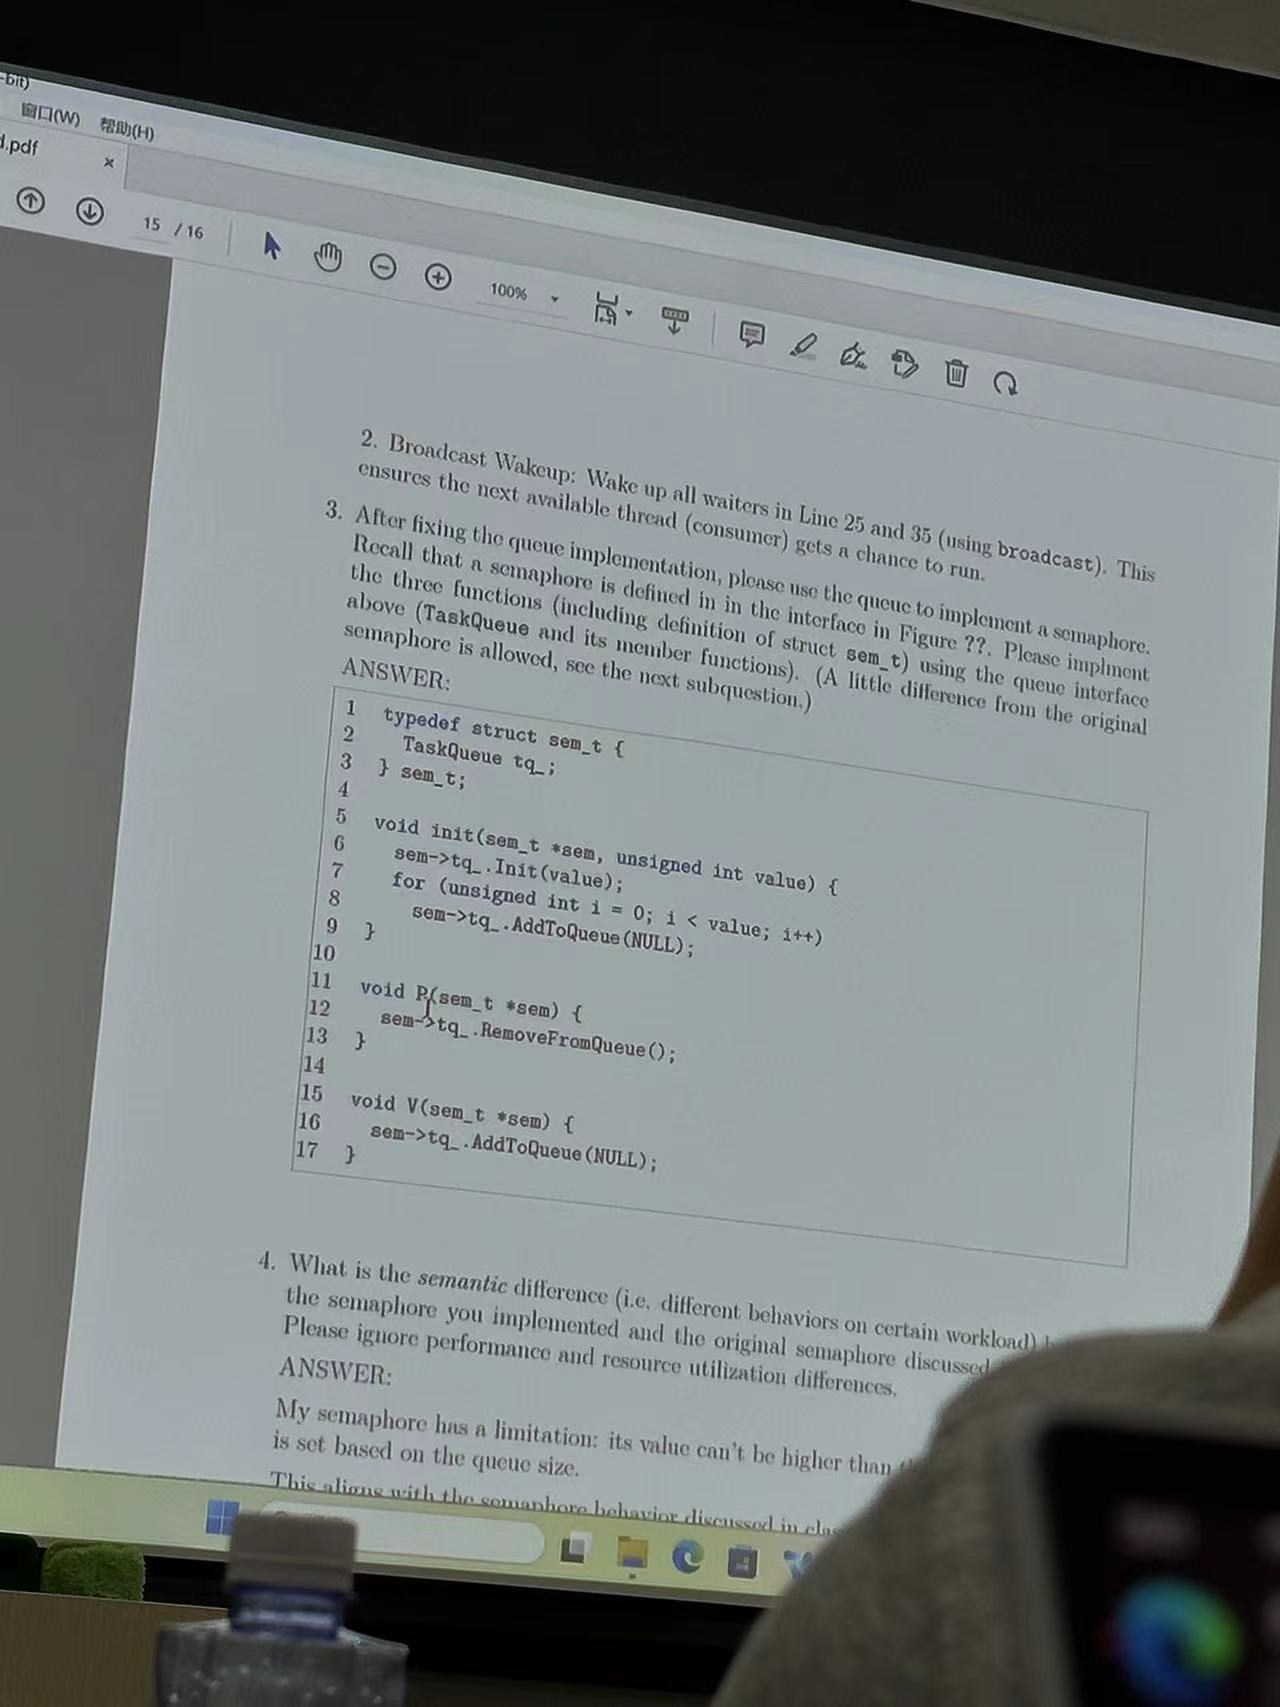 -bit)
窗口(W) 帮助(H)
d.pdf
15 / 16
100%
2. Broadcast Wakeup: Wake up all waiters in Line 25 and 35 (using broadcast). This
ensures the next available thread (consumer) gets a chance to run.
3. After fixing the queue implementation, please use the queue to implement a semaphore.
Recall that a semaphore is defined in in the interface in Figure ??. Please implment
the three functions (including definition of struct sem_t) using the queue interface
above (TaskQueue and its member functions). (A little difference from the original
semaphore is allowed, see the next subquestion.)
ANSWER:
1 typedef struct sem_t {
2 TaskQueue tq_;
3 } sem_t;
4
5 void init(sem_t *sem, unsigned int value) {
6 sem->tq_.Init(value);
7 for (unsigned int i = 0; i < value; i++)
8 sem->tq_.AddToQueue(NULL);
9 }
10
11 void P(sem_t *sem) {
12 sem->tq_.RemoveFromQueue();
13 }
14
15 void V(sem_t *sem) {
16 sem->tq_.AddToQueue(NULL);
17 }
4. What is the semantic difference (i.e. different behaviors on certain workload)
the semaphore you implemented and the original semaphore discussed
Please ignore performance and resource utilization differences.
ANSWER:
My semaphore has a limitation: its value can't be higher than
is set based on the queue size.
This aligns with the semaphore behavior discussed in